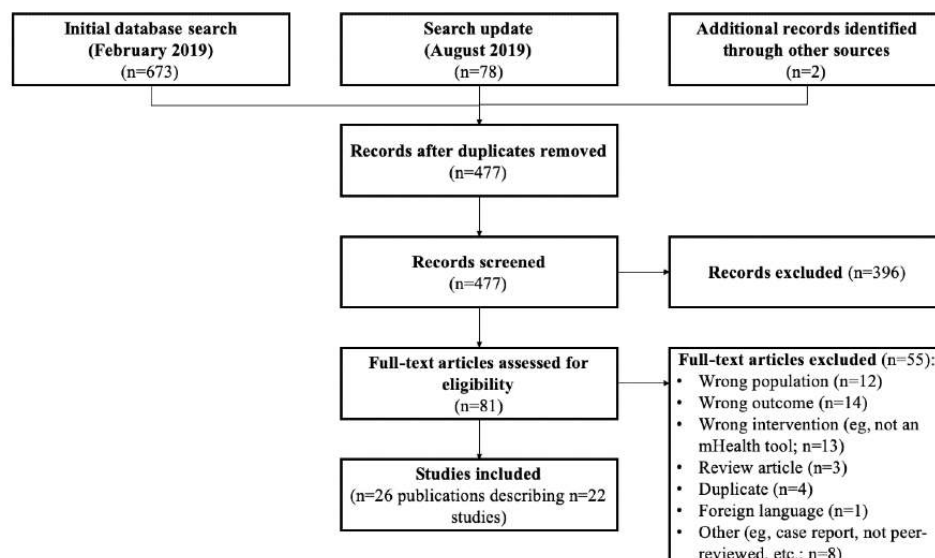 Initial database search
(February 2019)
(n=673)
Search update
(August 2019)
(n=78)
Additional records identified
through other sources
(n=2)
Records after duplicates removed
(n=477)
Records screened
(n=477)
Records excluded (n=396)
Full-text articles assessed for
eligibility
(n=81)
Full-text articles excluded (n=55):
• Wrong population (n=12)
• Wrong outcome (n=14)
• Wrong intervention (eg, not an
mHealth tool; n=13)
• Review article (n=3)
• Duplicate (n=4)
• Foreign language (n=1)
• Other (eg, case report, not peer-
reviewed, etc.; n=8)
Studies included
(n=26 publications describing n=22
studies)